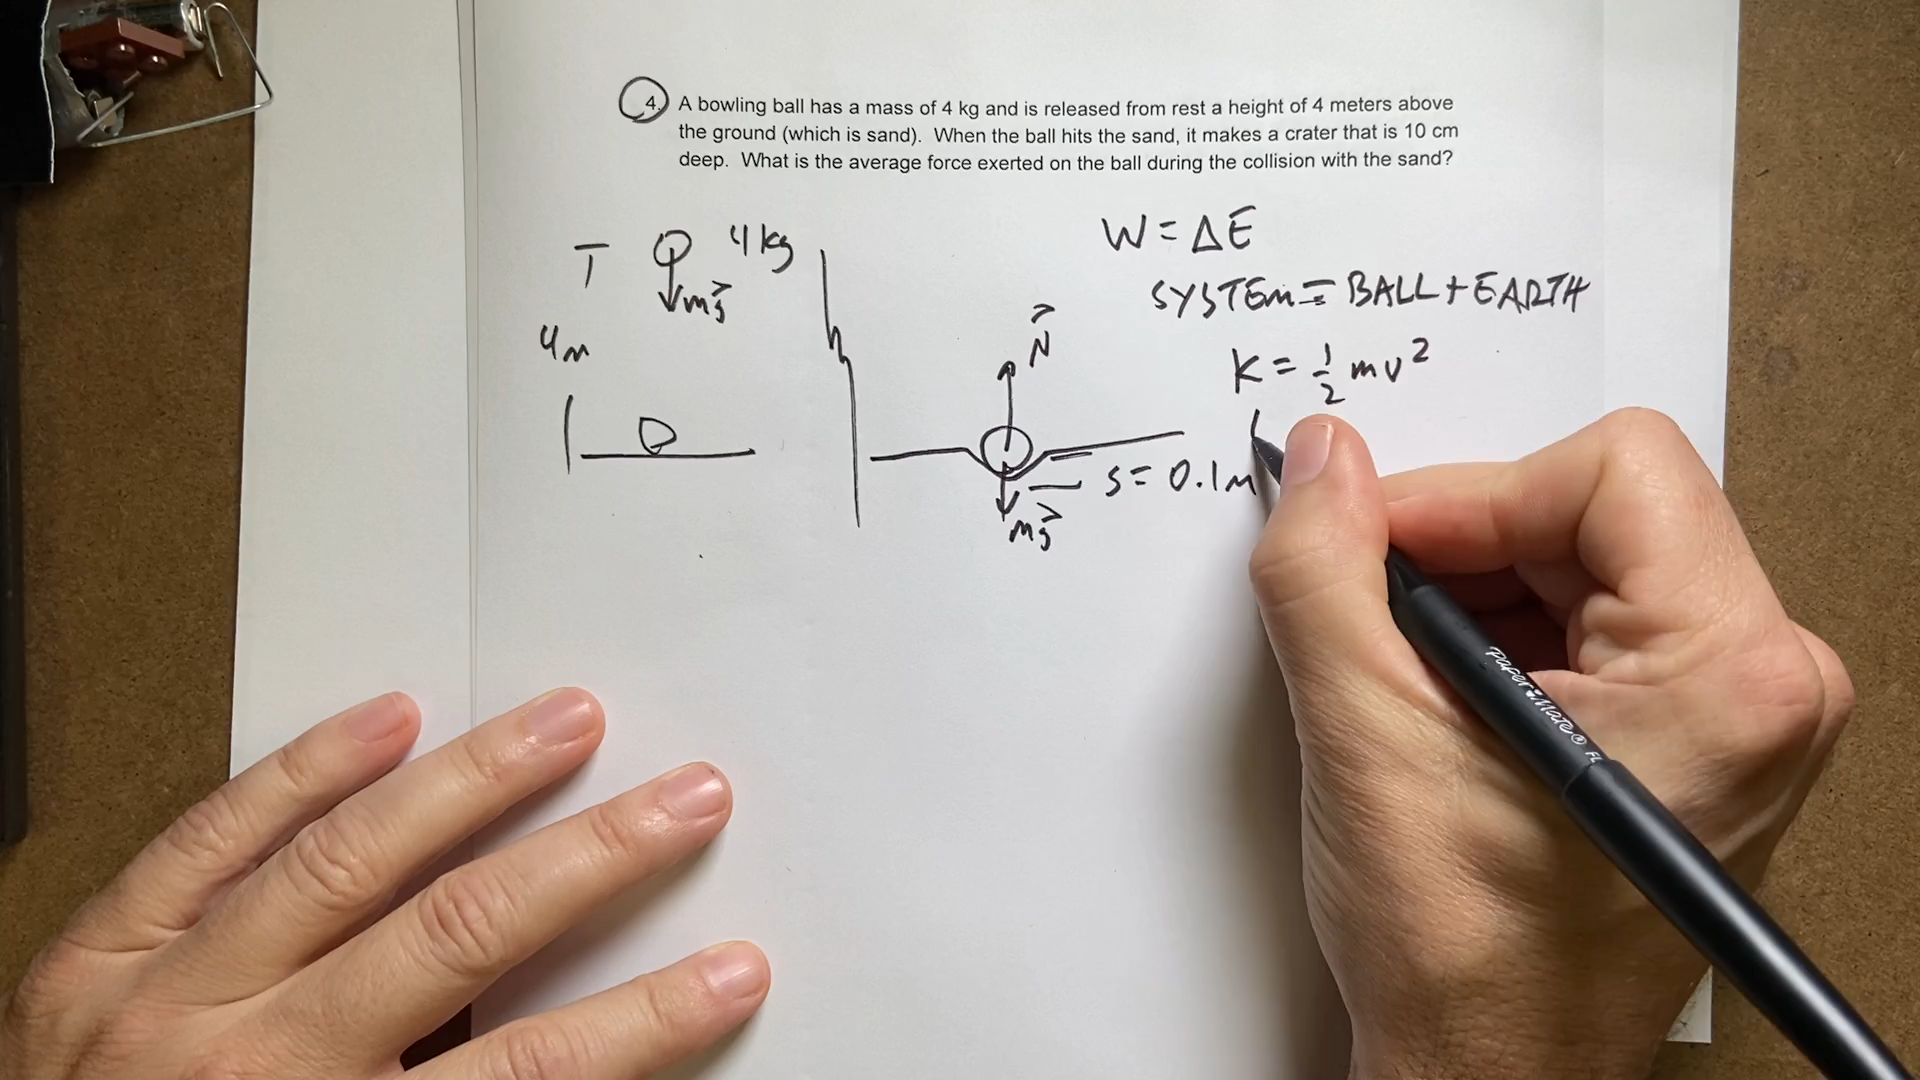 4. A bowling ball has a mass of 4 kg and is released from rest a height of 4 meters above
the ground (which is sand). When the ball hits the sand, it makes a crater that is 10 cm
deep. What is the average force exerted on the ball during the collision with the sand?
W = ΔE
4kg
SYSTEM = BALL + EARTH
mg
4m
N
K = ½ mv²
s = 0.1m
mg
Paper Mate® FL